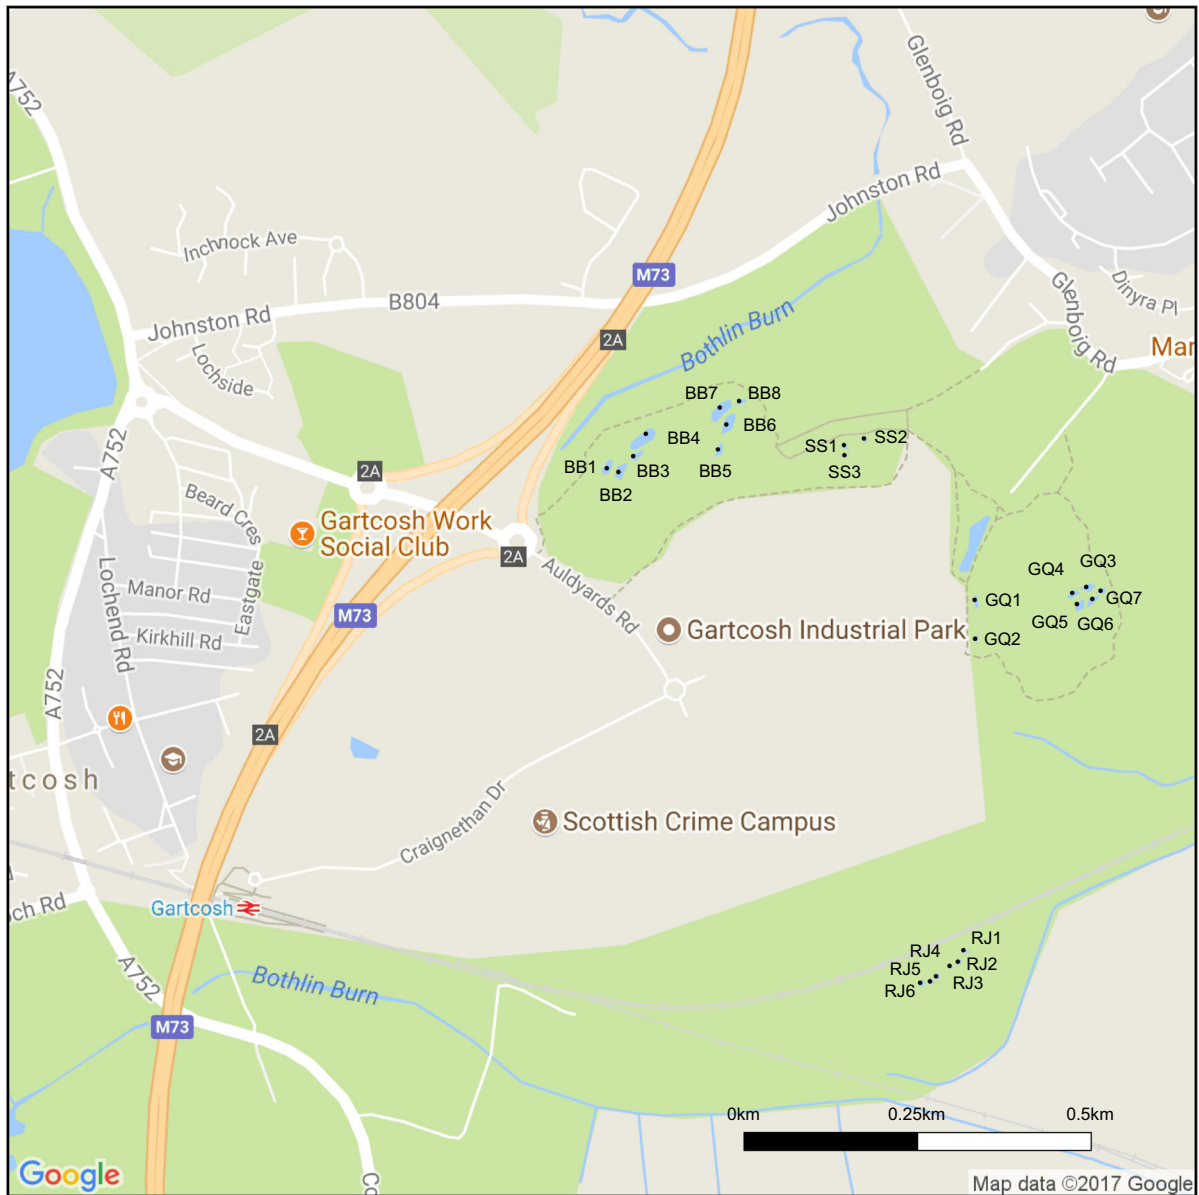 A752
Glenboig Rd
Johnston Rd
Inchnock Ave
M73
B804
Johnston Rd
Dinyra Pl
Bothlin Burn
2A
Glenboig Rd
Mar
Lochside
BB7
BB8
BB6
BB4
SS1
SS2
A752
2A
BB1
BB3
BB5
SS3
BB2
Beard Cres
Gartcosh Work
Social Club
2A
Auldyards Rd
GQ3
GQ4
Lochend Rd
Manor Rd
Eastgate
M73
GQ1
GQ7
Kirkhill Rd
Gartcosh Industrial Park
GQ5
GQ6
GQ2
A752
2A
tcosh
Craignethan Dr
Scottish Crime Campus
och Rd
Gartcosh
RJ1
RJ4
RJ2
RJ5
RJ3
RJ6
A752
Bothlin Burn
M73
0km
0.25km
0.5km
Co
Google
Map data ©2017 Google